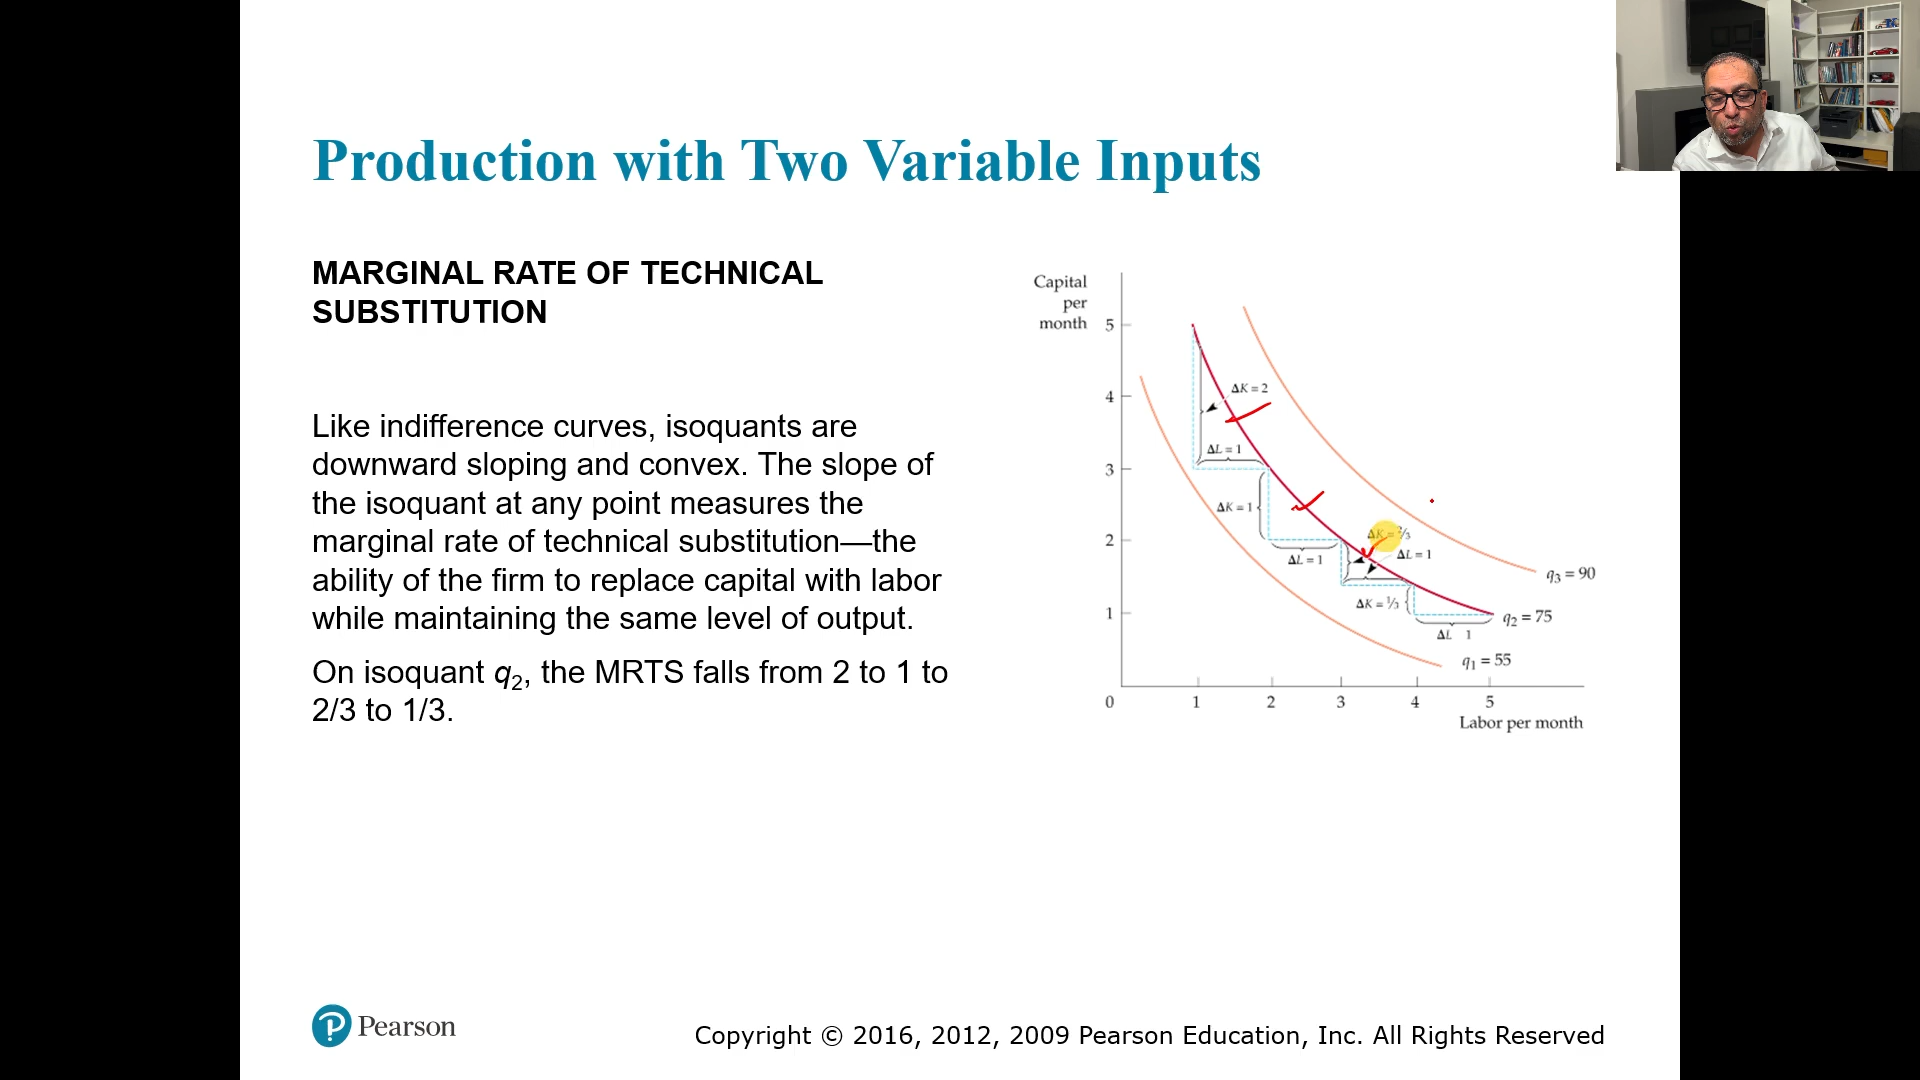 Production with Two Variable Inputs
MARGINAL RATE OF TECHNICAL
SUBSTITUTION
Like indifference curves, isoquants are
downward sloping and convex. The slope of
the isoquant at any point measures the
marginal rate of technical substitution—the
ability of the firm to replace capital with labor
while maintaining the same level of output.
On isoquant q2, the MRTS falls from 2 to 1 to
2/3 to 1/3.
Capital
per
month
5
4
3
2
1
0
1
2
3
4
5
Labor per month
ΔK = 2
ΔL = 1
ΔK = 1
ΔL = 1
ΔK = 2/3
ΔL = 1
ΔK = 1/3
ΔL 1
q3 = 90
q2 = 75
q1 = 55
Pearson
Copyright © 2016, 2012, 2009 Pearson Education, Inc. All Rights Reserved